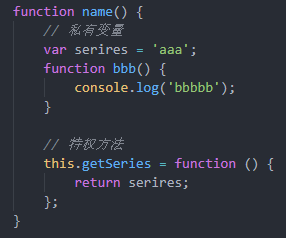 function name() {
    // 私有变量
    var serires = 'aaa';
    function bbb() {
        console.log('bbbbb');
    }

    // 特权方法
    this.getSeries = function () {
        return serires;
    };
}